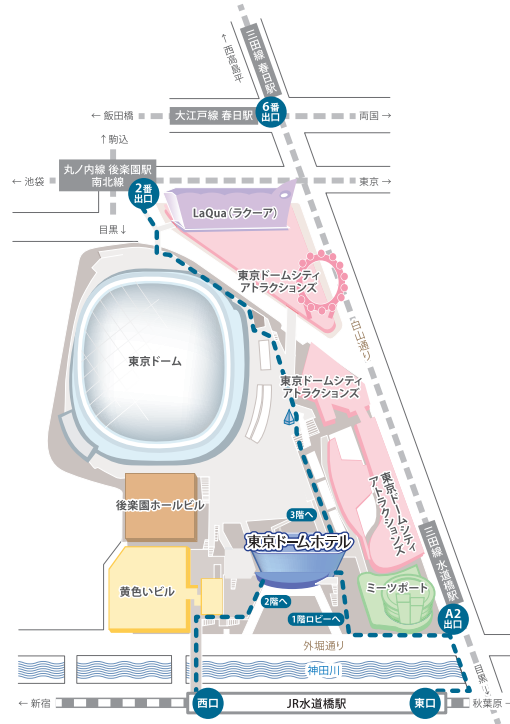 三田線 春日駅
← 西高島平
6番
出口
← 飯田橋
大江戸線 春日駅
両国 →
↑駒込
丸ノ内線 後楽園駅
南北線
← 池袋
東京 →
2番
出口
目黒↓
LaQua（ラクーア）
東京ドームシティ
アトラクションズ
白山通り
東京ドーム
東京ドームシティ
アトラクションズ
東京ドームシティ
アトラクションズ
後楽園ホールビル
3階へ
東京ドームホテル
三田線 水道橋駅
黄色いビル
2階へ
1階ロビーへ
ミーツポート
A2
出口
外堀通り
神田川
目黒↓
← 新宿
西口
JR水道橋駅
東口
秋葉原 →